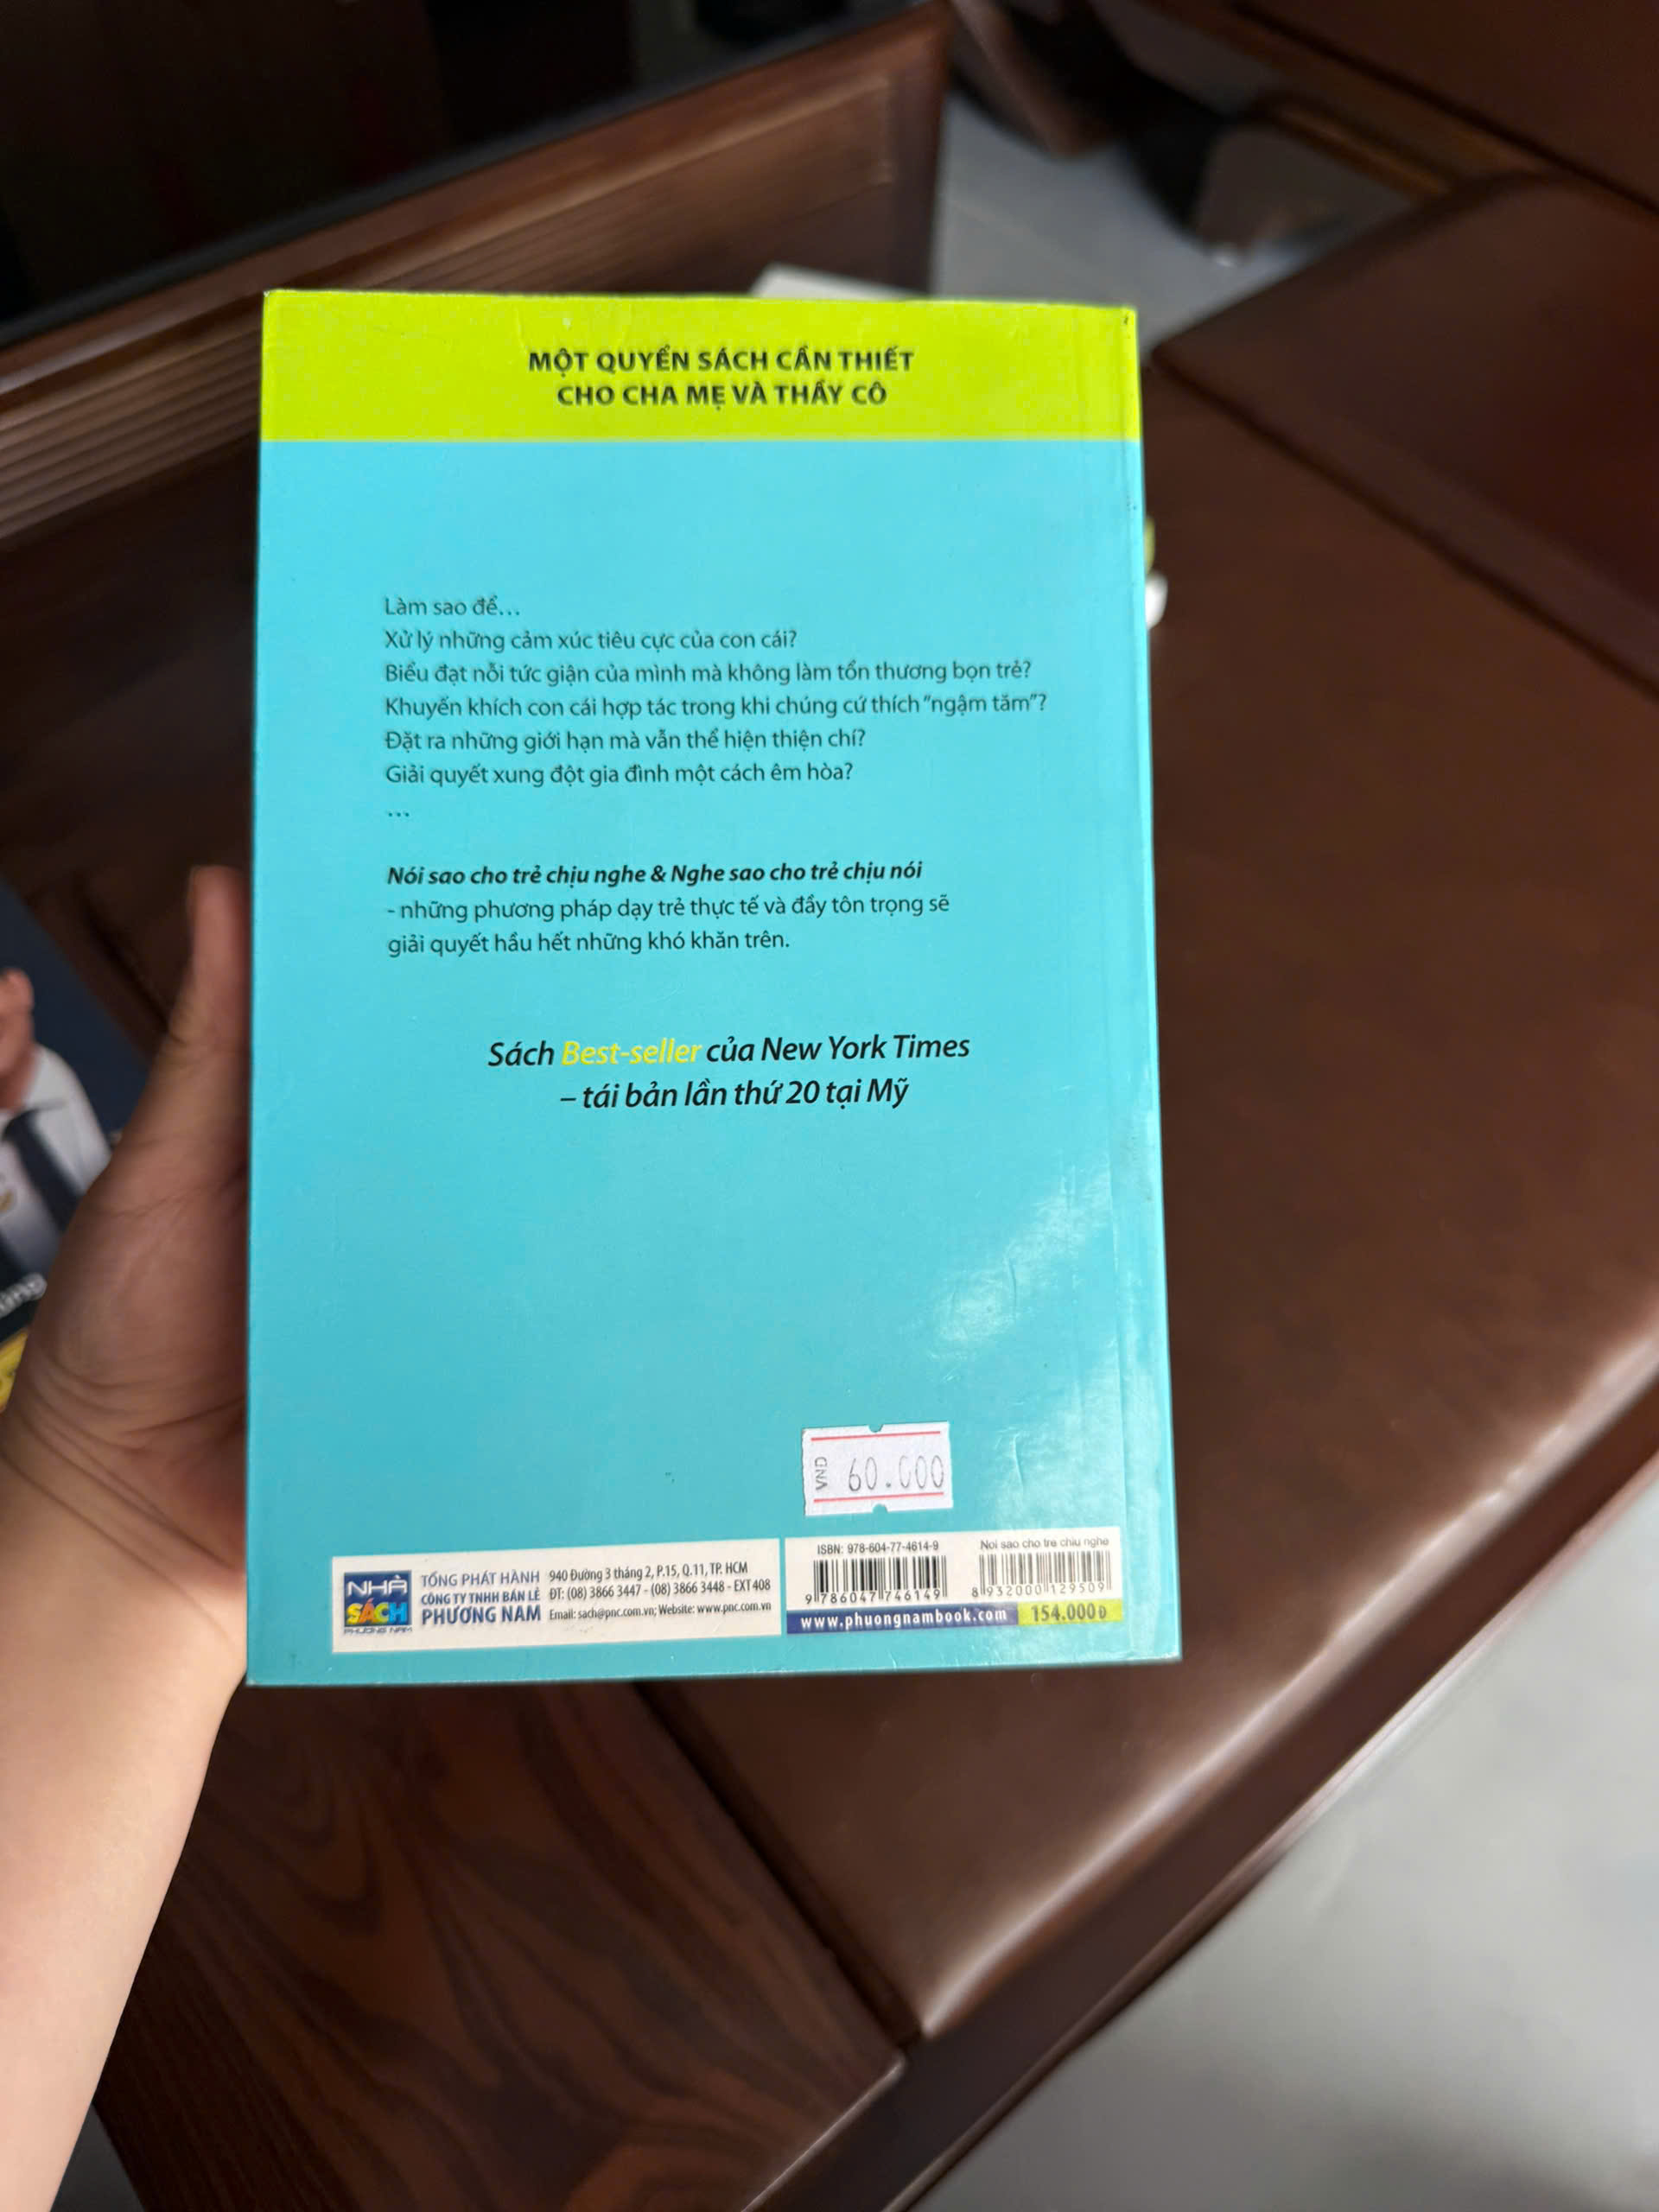 MỘT QUYỂN SÁCH CẦN THIẾT
CHO CHA MẸ VÀ THẦY CÔ
Làm sao để...
Xử lý những cảm xúc tiêu cực của con cái?
Biểu đạt nỗi tức giận của mình mà không làm tổn thương bọn trẻ?
Khuyến khích con cái hợp tác trong khi chúng cứ thích "ngậm tăm"?
Đặt ra những giới hạn mà vẫn thể hiện thiện chí?
Giải quyết xung đột gia đình một cách êm hòa?
...
Nói sao cho trẻ chịu nghe & Nghe sao cho trẻ chịu nói
- những phương pháp dạy trẻ thực tế và đầy tôn trọng sẽ
giải quyết hầu hết những khó khăn trên.
Sách Best-seller của New York Times
– tái bản lần thứ 20 tại Mỹ
VND 60.000
NHÀ
SÁCH
PHƯƠNG NAM
TỔNG PHÁT HÀNH
CÔNG TY TNHH BÁN LẺ
PHƯƠNG NAM
940 Đường 3 tháng 2, P.15, Q.11, TP. HCM
ĐT: (08) 3866 3447 - (08) 3866 3448 - EXT 408
Email: sach@pnc.com.vn; Website: www.pnc.com.vn
ISBN: 978-604-77-4614-9
9 786047 746149
Noi sao cho tre chiu nghe
8 932000 129509
www.phuongnambook.com
154.000Đ